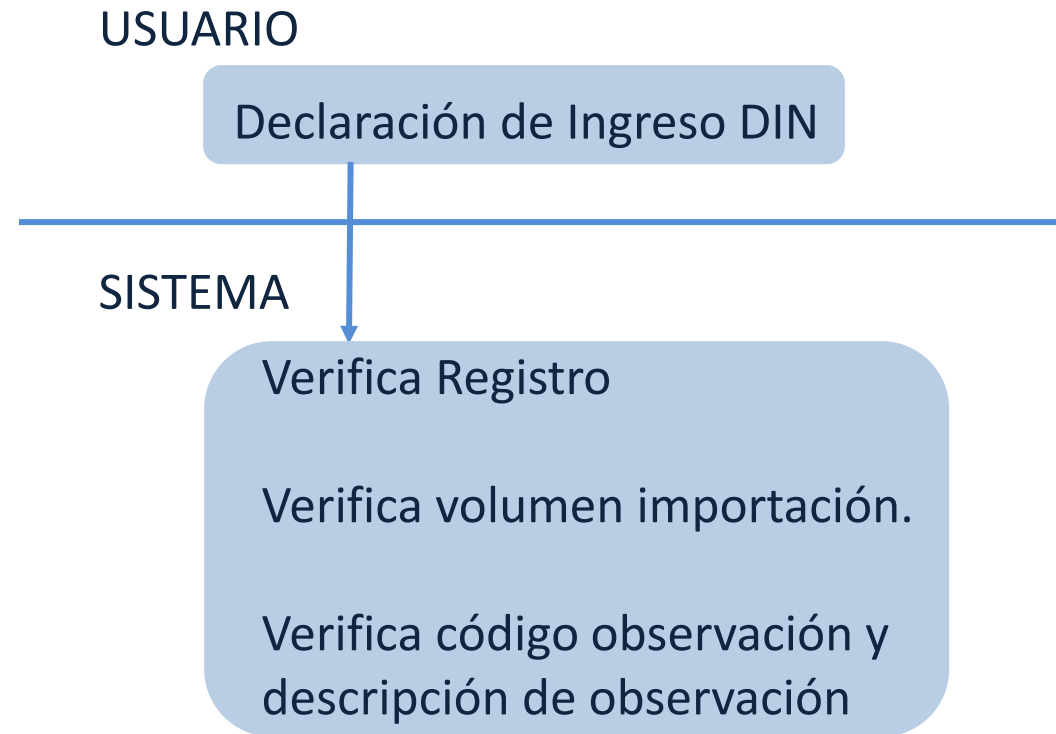 USUARIO
Declaración de Ingreso DIN
SISTEMA
Verifica Registro
Verifica volumen importación.
Verifica código observación y
descripción de observación